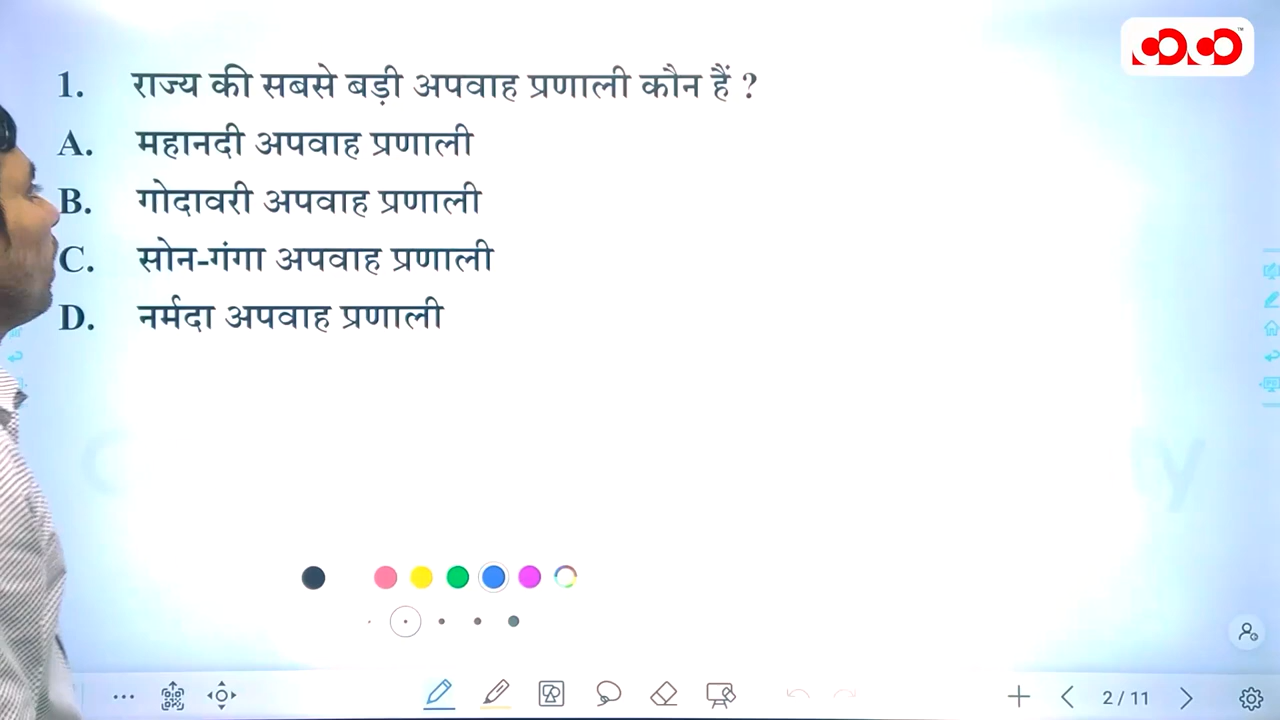 1. राज्य की सबसे बड़ी अपवाह प्रणाली कौन हैं ?
A. महानदी अपवाह प्रणाली
B. गोदावरी अपवाह प्रणाली
C. सोन-गंगा अपवाह प्रणाली
D. नर्मदा अपवाह प्रणाली
2 / 11